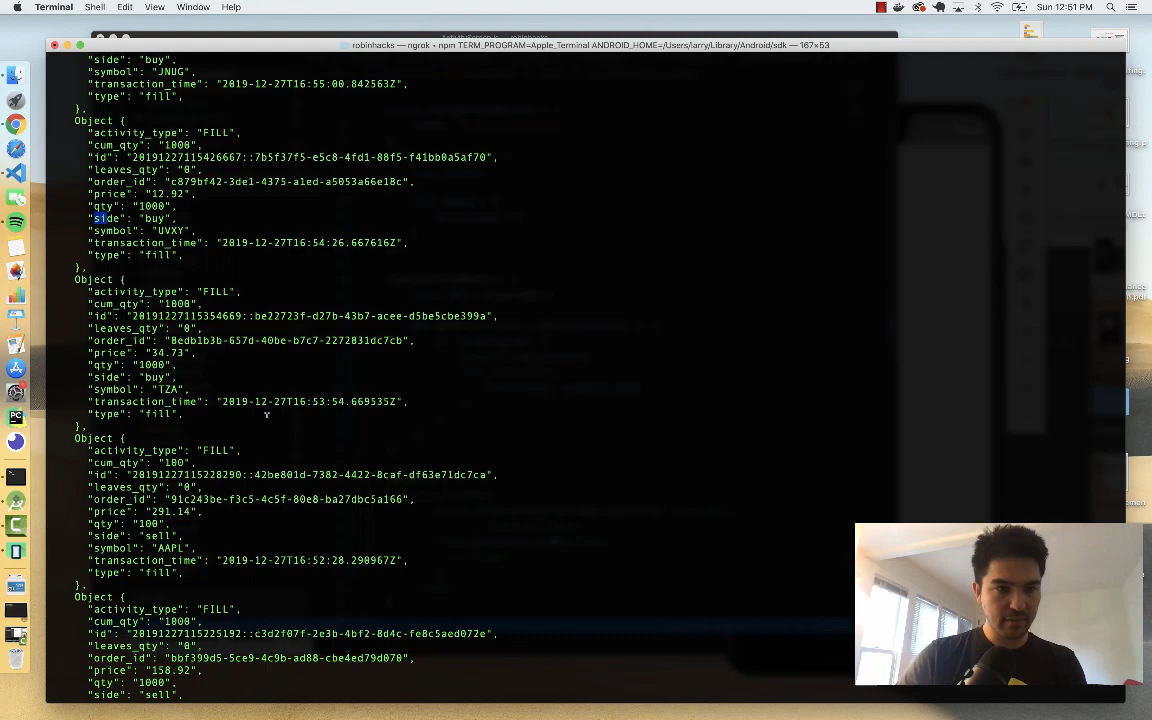 Terminal Shell Edit View Window Help Sun 12:51 PM
robinhacks — ngrok • npm TERM_PROGRAM=Apple_Terminal ANDROID_HOME=/Users/larry/Library/Android/sdk — 167×53
"side": "buy",
"symbol": "JNUG",
"transaction_time": "2019-12-27T16:55:00.842563Z",
"type": "fill",
},
Object {
"activity_type": "FILL",
"cum_qty": "1000",
"id": "20191227115426667::7b5f37f5-e5c8-4fd1-88f5-f41bb0a5af70",
"leaves_qty": "0",
"order_id": "c879bf42-3de1-4375-a1ed-a5053a66e18c",
"price": "12.92",
"qty": "1000",
"side": "buy",
"symbol": "UVXY",
"transaction_time": "2019-12-27T16:54:26.667616Z",
"type": "fill",
},
Object {
"activity_type": "FILL",
"cum_qty": "1000",
"id": "20191227115354669::be22723f-d27b-43b7-acee-d5be5cbe399a",
"leaves_qty": "0",
"order_id": "8edb1b3b-657d-40be-b7c7-2272831dc7cb",
"price": "34.73",
"qty": "1000",
"side": "buy",
"symbol": "TZA",
"transaction_time": "2019-12-27T16:53:54.669535Z",
"type": "fill",
},
Object {
"activity_type": "FILL",
"cum_qty": "100",
"id": "20191227115228290::42be801d-7382-4422-8caf-df63e71dc7ca",
"leaves_qty": "0",
"order_id": "91c243be-f3c5-4c5f-80e8-ba27dbc5a166",
"price": "291.14",
"qty": "100",
"side": "sell",
"symbol": "AAPL",
"transaction_time": "2019-12-27T16:52:28.290967Z",
"type": "fill",
},
Object {
"activity_type": "FILL",
"cum_qty": "1000",
"id": "20191227115225192::c3d2f07f-2e3b-4bf2-8d4c-fe8c5aed072e",
"leaves_qty": "0",
"order_id": "bbf399d5-5ce9-4c9b-ad88-cbe4ed79d070",
"price": "158.92",
"qty": "1000",
"side": "sell",